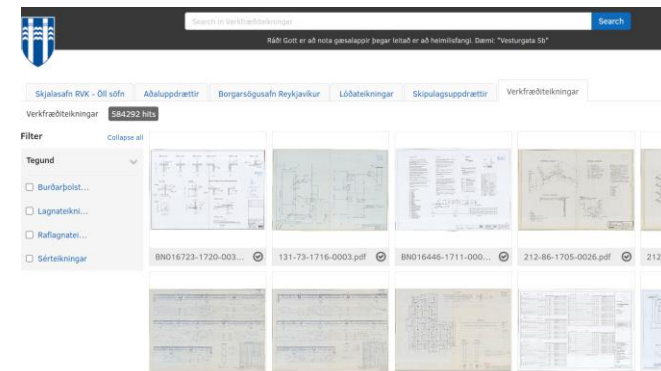 Search in Verkfræðiteikningar
Search
Ráð! Gott er að nota gæsalappir þegar leitað er að heimilisfangi. Dæmi: "Vesturgata 5b"
Skjalasafn RVK - Öll söfn
Aðaluppdrættir
Borgarsögusafn Reykjavíkur
Lóðateikningar
Skipulagsuppdrættir
Verkfræðiteikningar
Verkfræðiteikningar 584292 hits
Filter
Collapse all
Tegund
Burðarþolst...
Lagnateikni...
Raflagnatei...
Sérteikningar
BN016723-1720-003...
131-73-1716-0003.pdf
BN016446-1711-000...
212-86-1705-0026.pdf
212